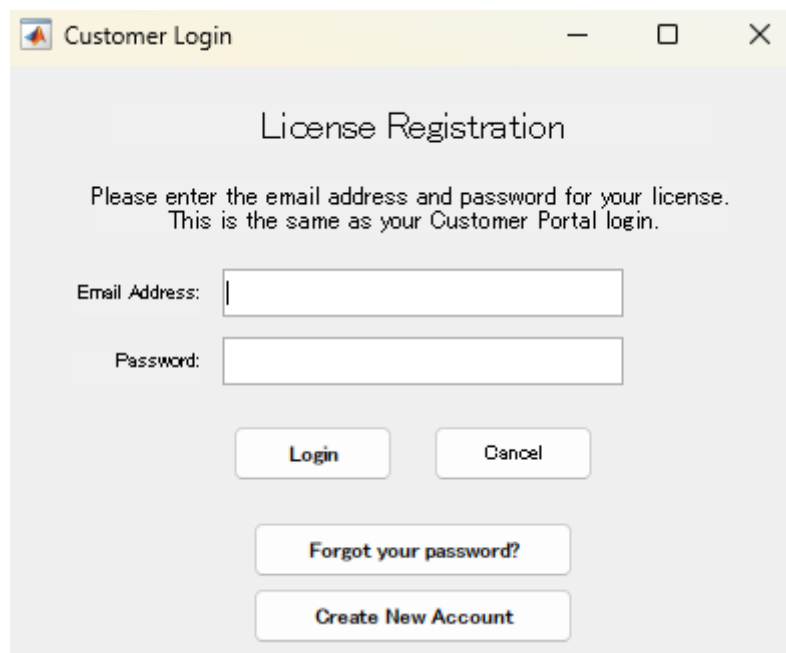 Customer Login
License Registration
Please enter the email address and password for your license.
This is the same as your Customer Portal login.
Email Address:
Password:
Login
Cancel
Forgot your password?
Create New Account